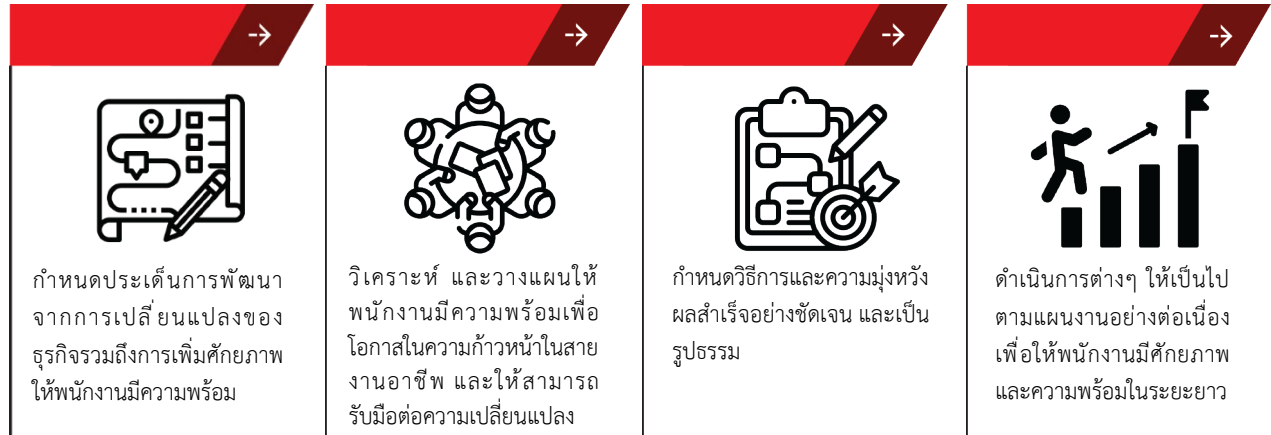 กำหนดประเด็นการพัฒนา
จากการเปลี่ยนแปลงของ
ธุรกิจรวมถึงการเพิ่มศักยภาพ
ให้พนักงานมีความพร้อม
วิเคราะห์ และวางแผนให้
พนักงานมีความพร้อมเพื่อ
โอกาสในความก้าวหน้าในสาย
งานอาชีพ และให้สามารถ
รับมือต่อความเปลี่ยนแปลง
กำหนดวิธีการและความมุ่งหวัง
ผลสำเร็จอย่างชัดเจน และเป็น
รูปธรรม
ดำเนินการต่างๆ ให้เป็นไป
ตามแผนงานอย่างต่อเนื่อง
เพื่อให้พนักงานมีศักยภาพ
และความพร้อมในระยะยาว